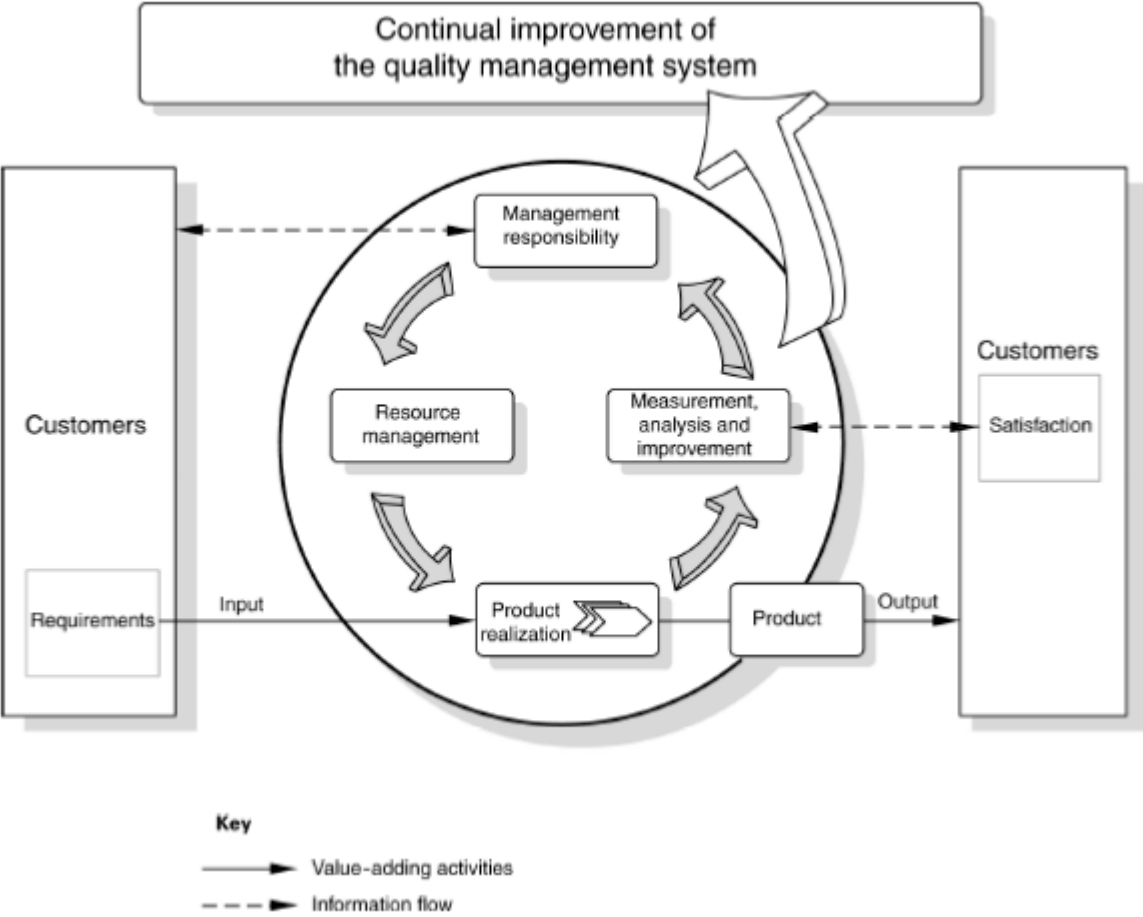 Continual improvement of
the quality management system
Management
responsibility
Customers
Resource
management
Measurement,
analysis and
improvement
Customers
Satisfaction
Requirements
Input
Product
realization
Product
Output
Key
Value-adding activities
Information flow